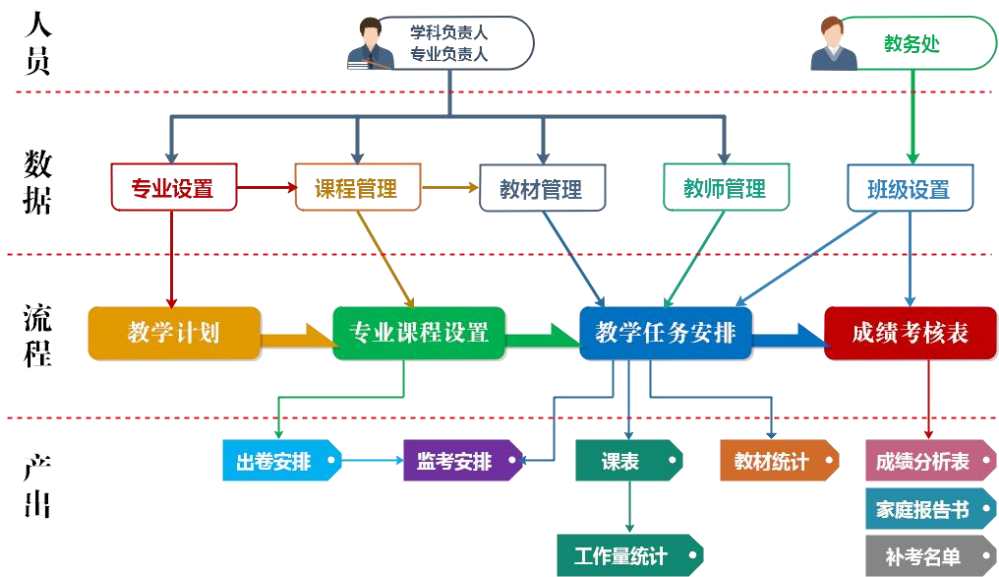 人员
学科负责人
专业负责人
教务处
数据
专业设置
课程管理
教材管理
教师管理
班级设置
流程
教学计划
专业课程设置
教学任务安排
成绩考核表
产出
出卷安排
监考安排
课表
教材统计
成绩分析表
家庭报告书
工作量统计
补考名单